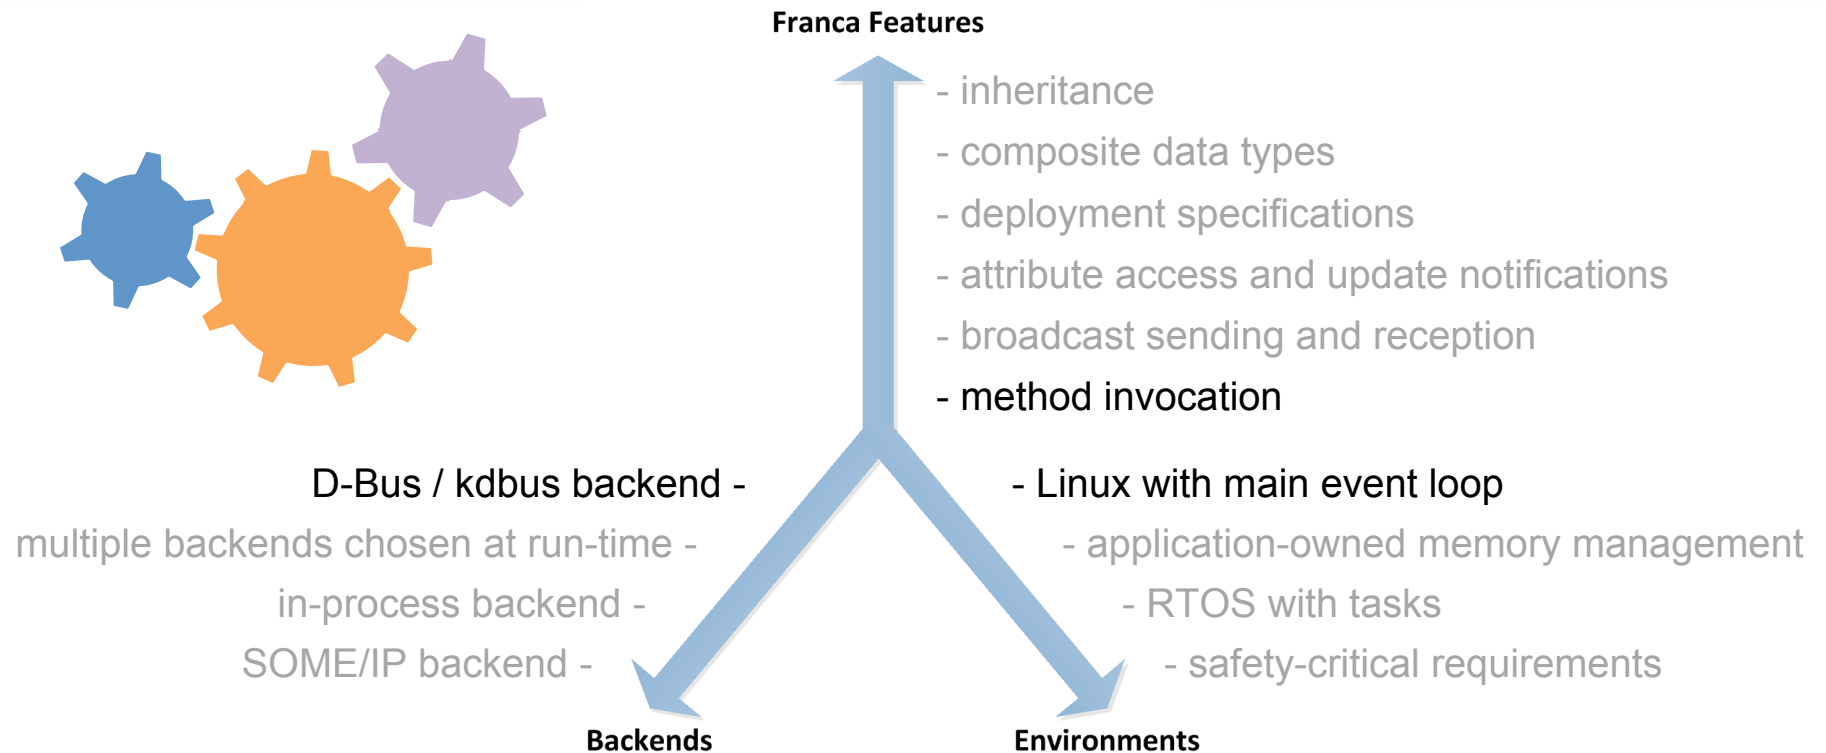 Franca Features
- inheritance
- composite data types
- deployment specifications
- attribute access and update notifications
- broadcast sending and reception
- method invocation
D-Bus / kdbus backend -
multiple backends chosen at run-time -
in-process backend -
SOME/IP backend -
Backends
- Linux with main event loop
- application-owned memory management
- RTOS with tasks
- safety-critical requirements
Environments